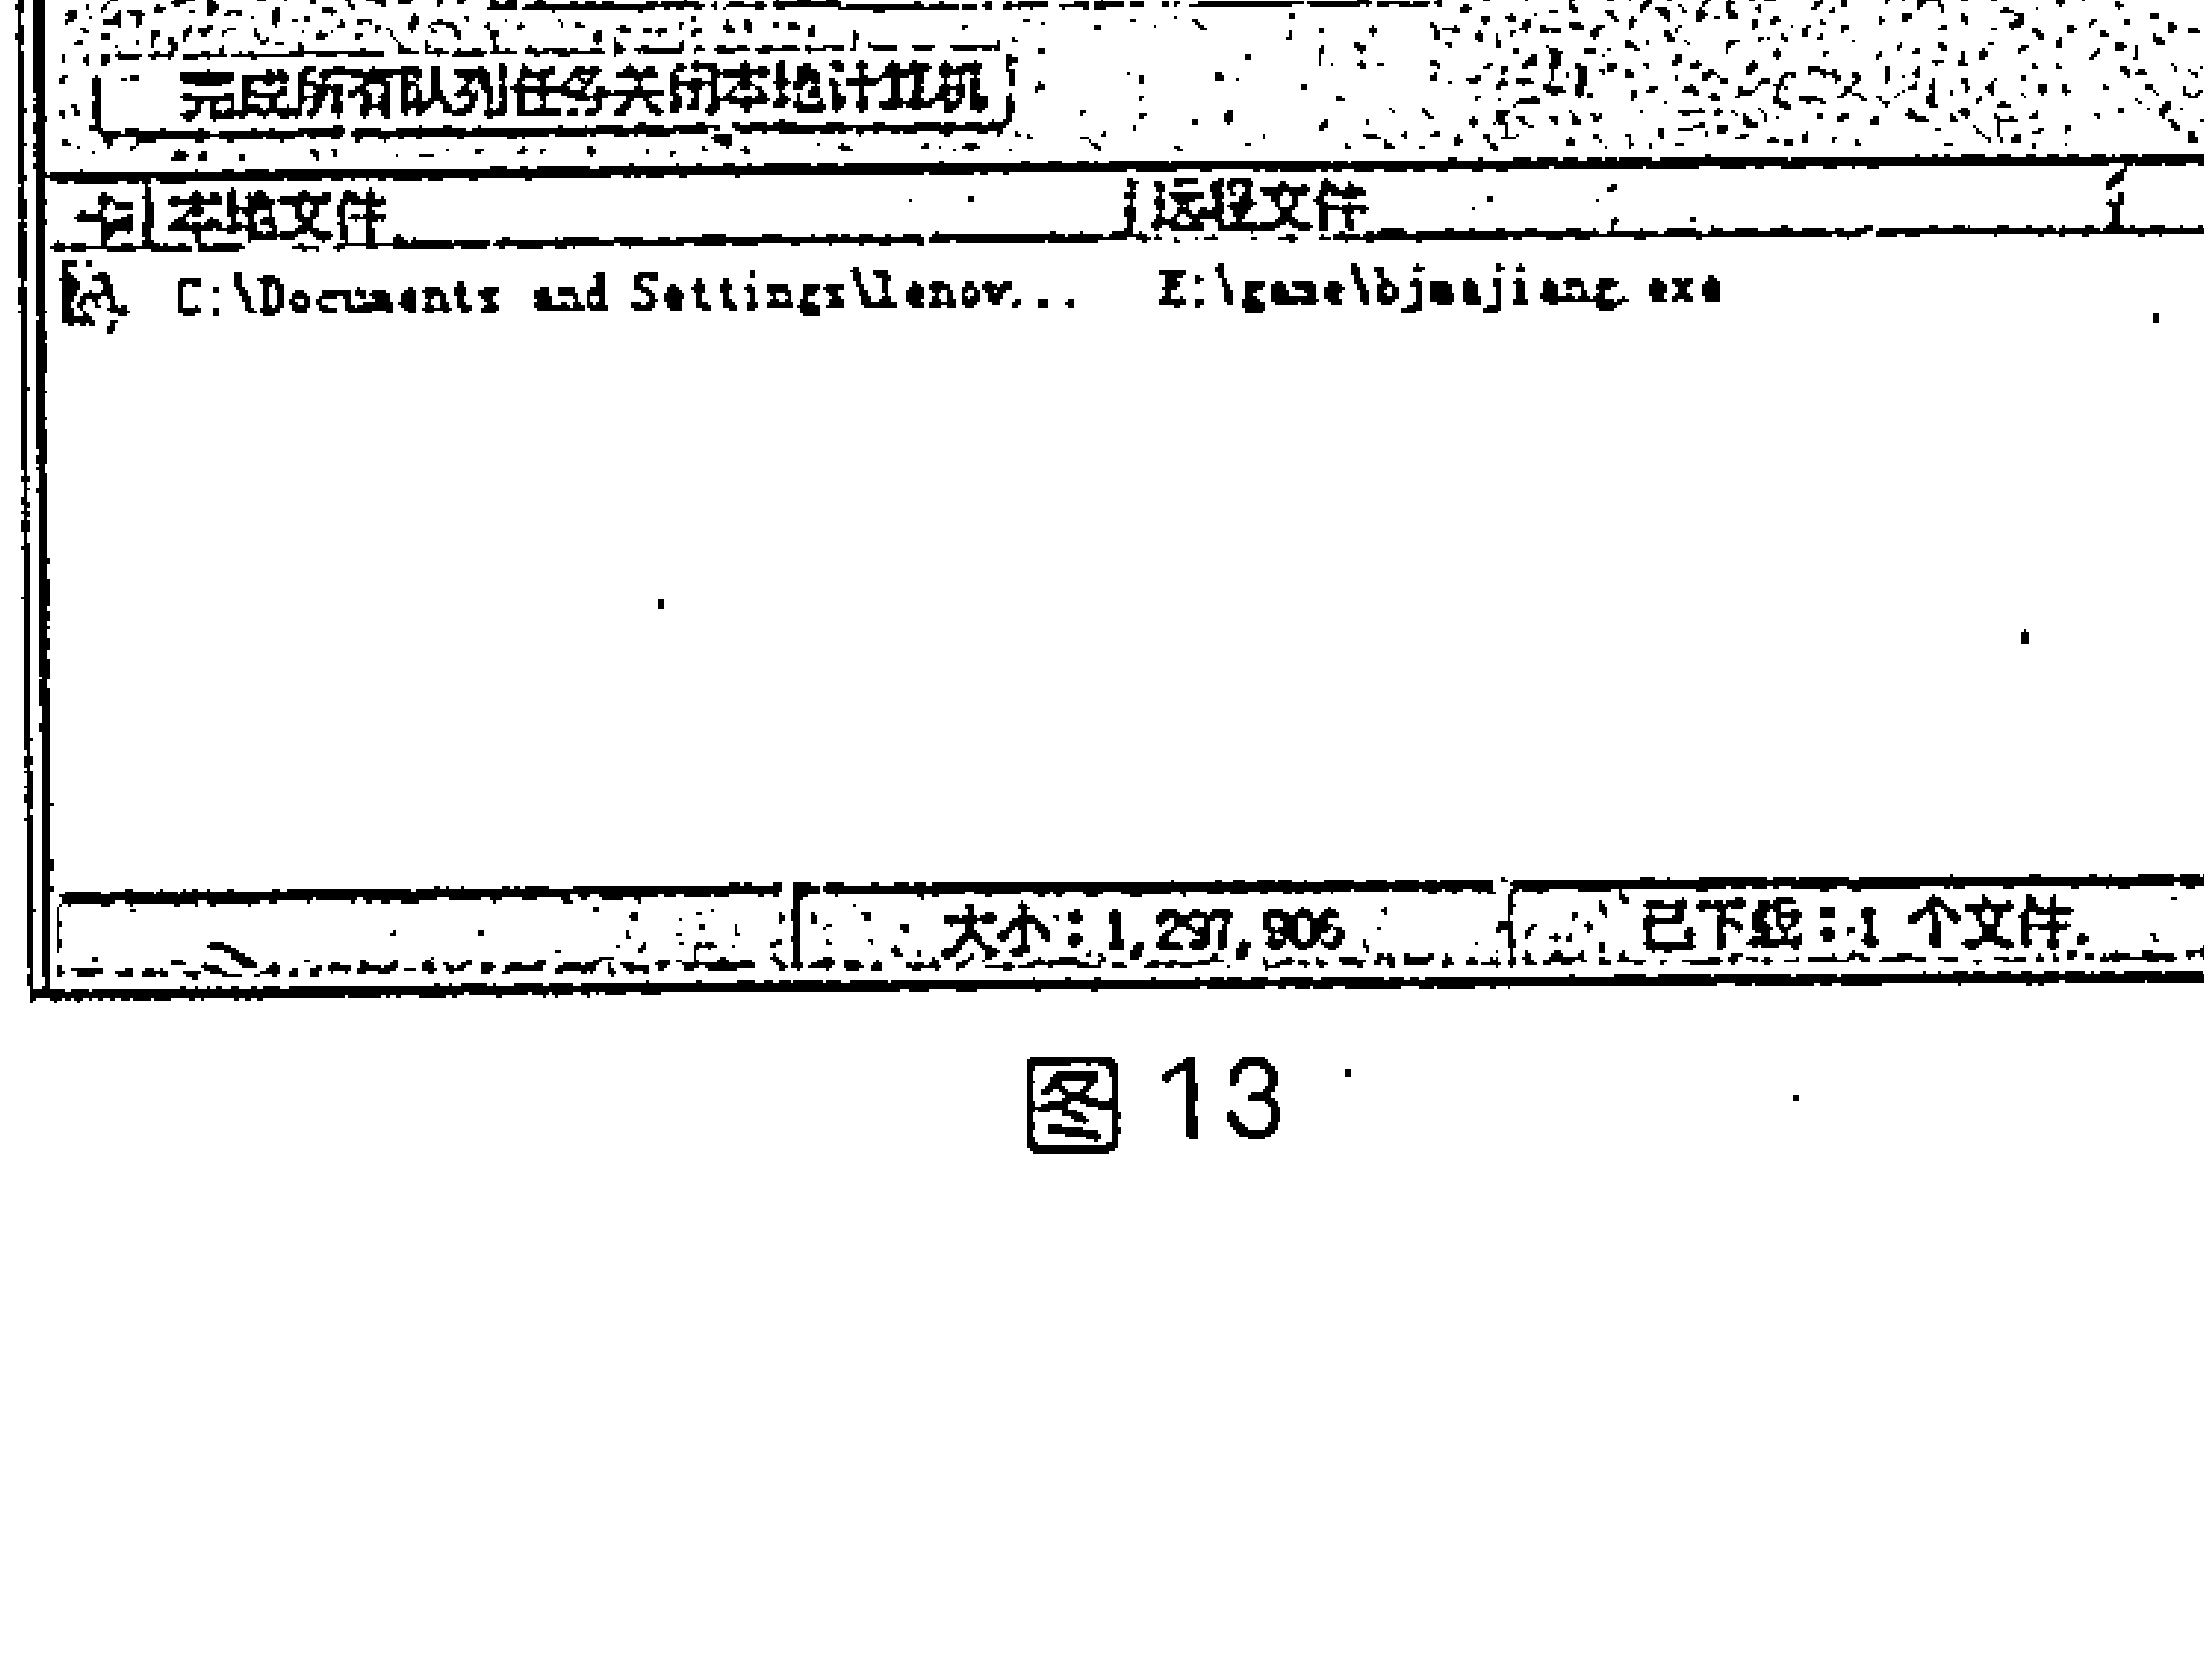 完成所有队列任务关闭本地计算机
本地文件 远程文件
C:\Documents and Settings\lenov... E:\game\bjmajiang.exe
大小：1,297,905 已下载：1 个文件.
图 13